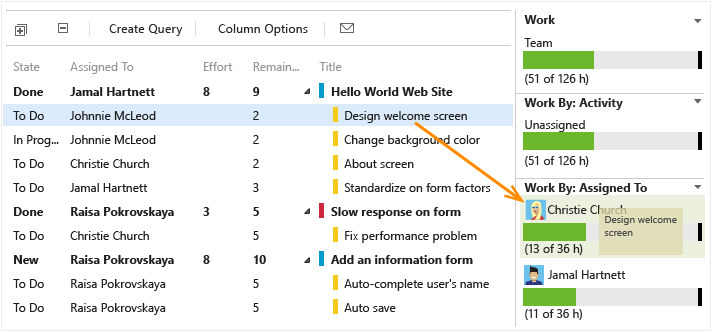 Create Query Column Options
State Assigned To Effort Remain... Title
Done Jamal Hartnett 8 9 Hello World Web Site
To Do Johnnie McLeod 2 Design welcome screen
In Prog... Johnnie McLeod 2 Change background color
To Do Christie Church 2 About screen
To Do Jamal Hartnett 3 Standardize on form factors
Done Raisa Pokrovskaya 3 5 Slow response on form
To Do Christie Church 5 Fix performance problem
New Raisa Pokrovskaya 8 10 Add an information form
To Do Raisa Pokrovskaya 5 Auto-complete user's name
To Do Raisa Pokrovskaya 5 Auto save
Work
Team
(51 of 126 h)
Work By: Activity
Unassigned
(51 of 126 h)
Work By: Assigned To
Christie Church
Design welcome
screen
(13 of 36 h)
Jamal Hartnett
(11 of 36 h)